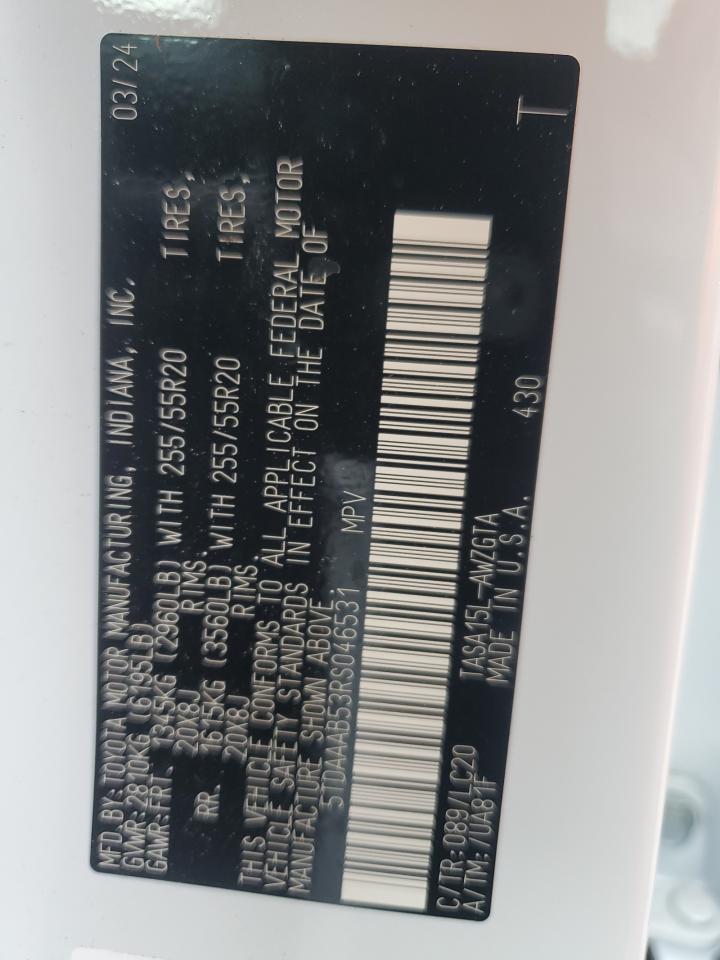 MFD.BY:TOYOTA MOTOR MANUFACTURING, INDIANA, INC. 03/24
GVWR:2810KG (6195LB)
GAWR:FRT. 1345KG (2960LB) WITH 255/55R20 TIRES,
20X8J RIMS.
RR. 1615KG (3560LB) WITH 255/55R20 TIRES,
20X8J RIMS.
THIS VEHICLE CONFORMS TO ALL APPLICABLE FEDERAL MOTOR
VEHICLE SAFETY STANDARDS IN EFFECT ON THE DATE OF
MANUFACTURE SHOWN ABOVE.
5TDAAAB53RS046531 MPV
C/TR:089/LC20 TASA15L-AWZGTA
A/TM:/UA81F MADE IN U.S.A. 430 T